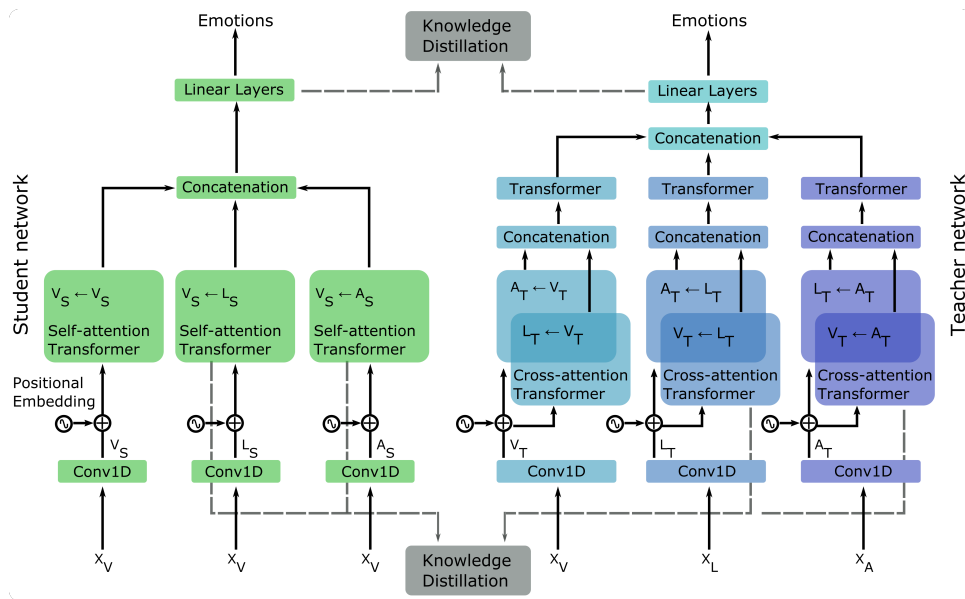 Emotions
Knowledge
Distillation
Emotions
Linear Layers
Linear Layers
Concatenation
Student network
Concatenation
Transformer
Transformer
Transformer
Teacher network
Concatenation
Concatenation
Concatenation
V_S ← V_S
Self-attention
Transformer
V_S ← L_S
Self-attention
Transformer
V_S ← A_S
Self-attention
Transformer
A_T ← V_T
L_T ← V_T
Cross-attention
Transformer
A_T ← L_T
V_T ← L_T
Cross-attention
Transformer
L_T ← A_T
V_T ← A_T
Cross-attention
Transformer
Positional
Embedding
V_S
L_S
A_S
V_T
L_T
A_T
Conv1D
Conv1D
Conv1D
Conv1D
Conv1D
Conv1D
X_V
X_V
X_V
Knowledge
Distillation
X_V
X_L
X_A